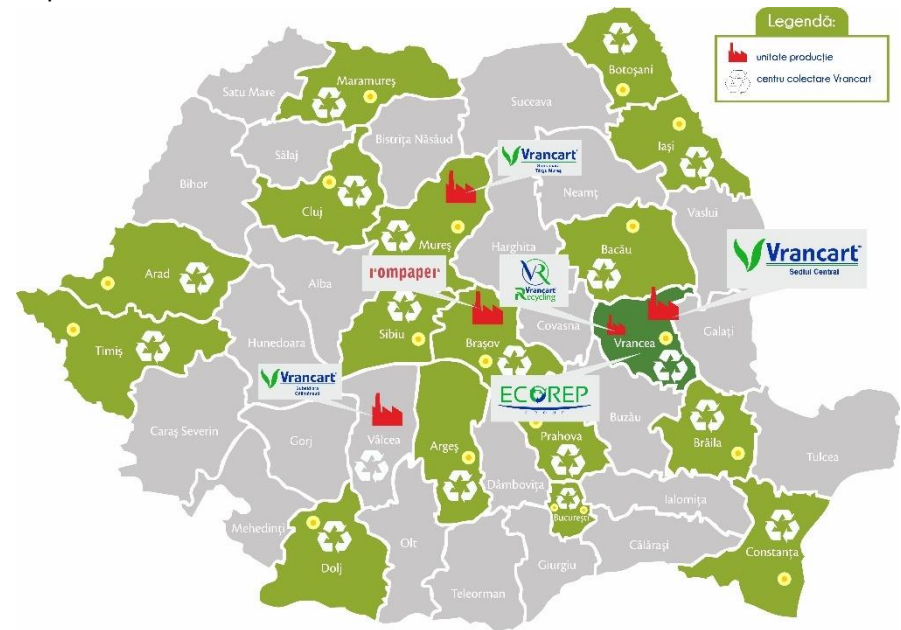 Legendă:
unitate producție
centru colectare Vrancart
Satu Mare
Maramureș
Suceava
Botoșani
Iași
Bihor
Sălaj
Bistrița Năsăud
Cluj
Vrancart
Neamț
Vaslui
Mureș
Harghita
Bacău
Arad
Alba
rompaper
VR
Vrancart
Recycling
Vrancart
Sediul Central
Timiș
Hunedoara
Sibiu
Brașov
Covasna
Vrancea
Galați
Vrancart
ECOREP
GROUP
Caraș Severin
Gorj
Vâlcea
Argeș
Prahova
Buzău
Brăila
Tulcea
Dâmbovița
Ialomița
București
Mehedinți
Dolj
Olt
Teleorman
Giurgiu
Călărași
Constanța